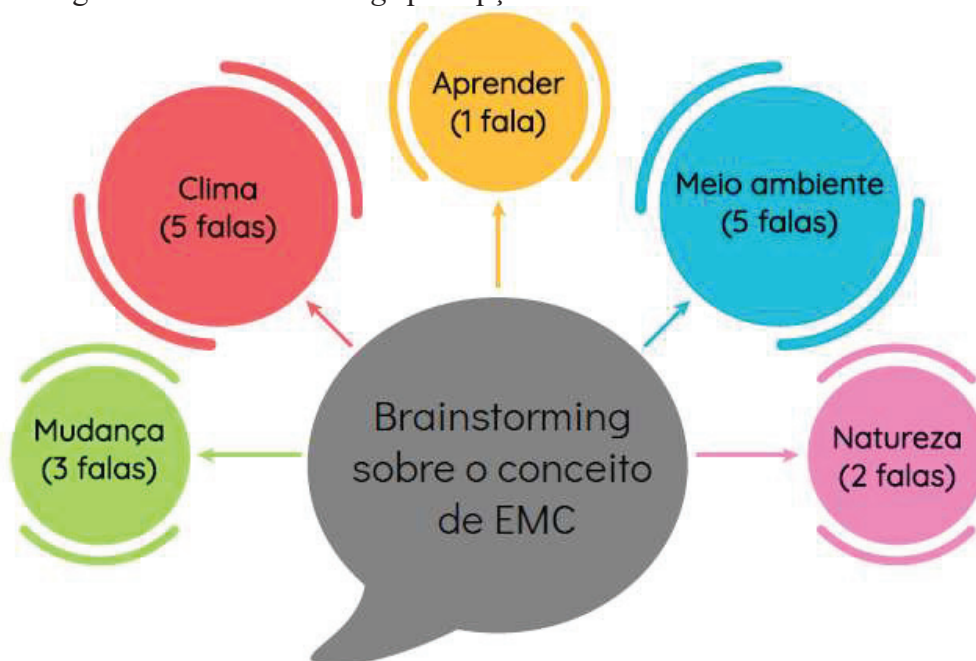 Aprender
(1 fala)
Clima
(5 falas)
Meio ambiente
(5 falas)
Mudança
(3 falas)
Brainstorming
sobre o conceito
de EMC
Natureza
(2 falas)